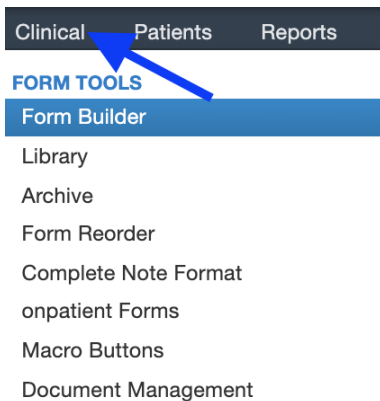 Clinical Patients Reports
FORM TOOLS
Form Builder
Library
Archive
Form Reorder
Complete Note Format
onpatient Forms
Macro Buttons
Document Management